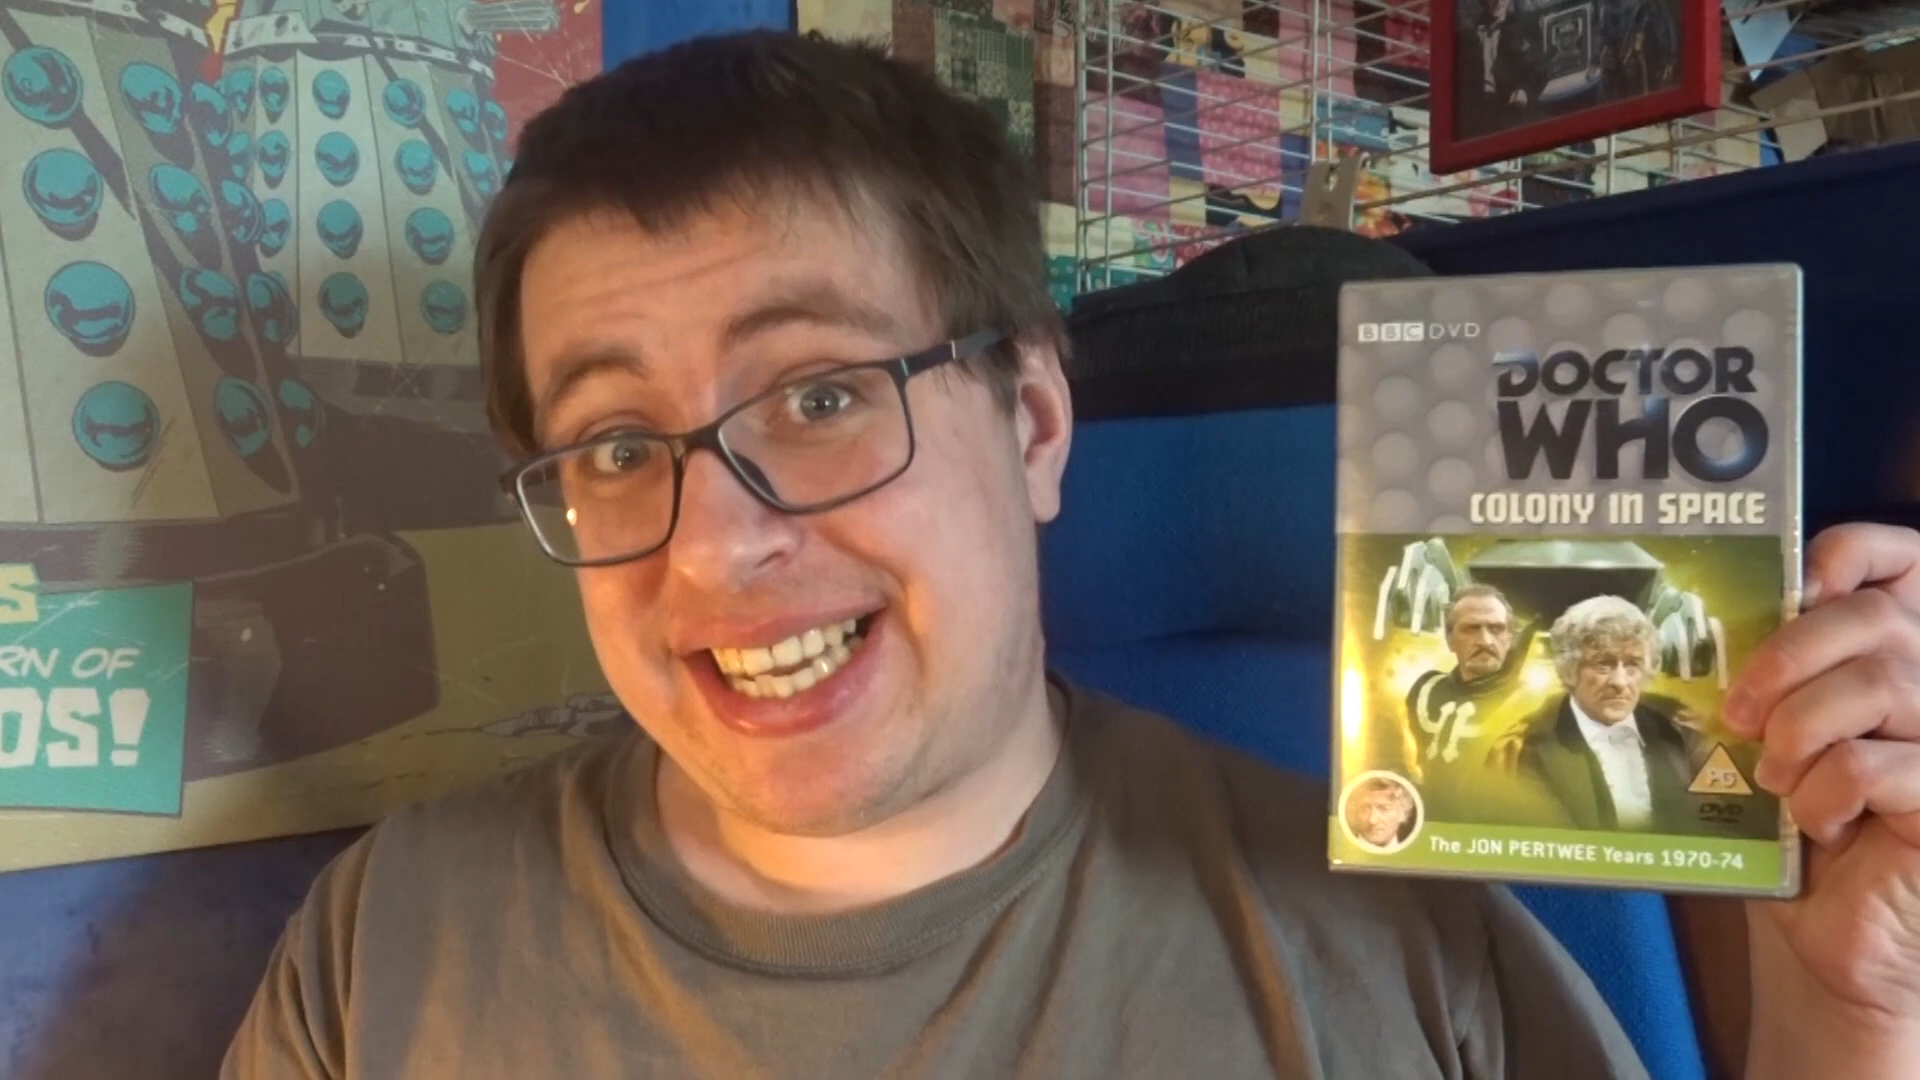 S
RN OF
OS!
BBC DVD
DOCTOR
WHO
COLONY IN SPACE
PG
DVD
The JON PERTWEE Years 1970-74